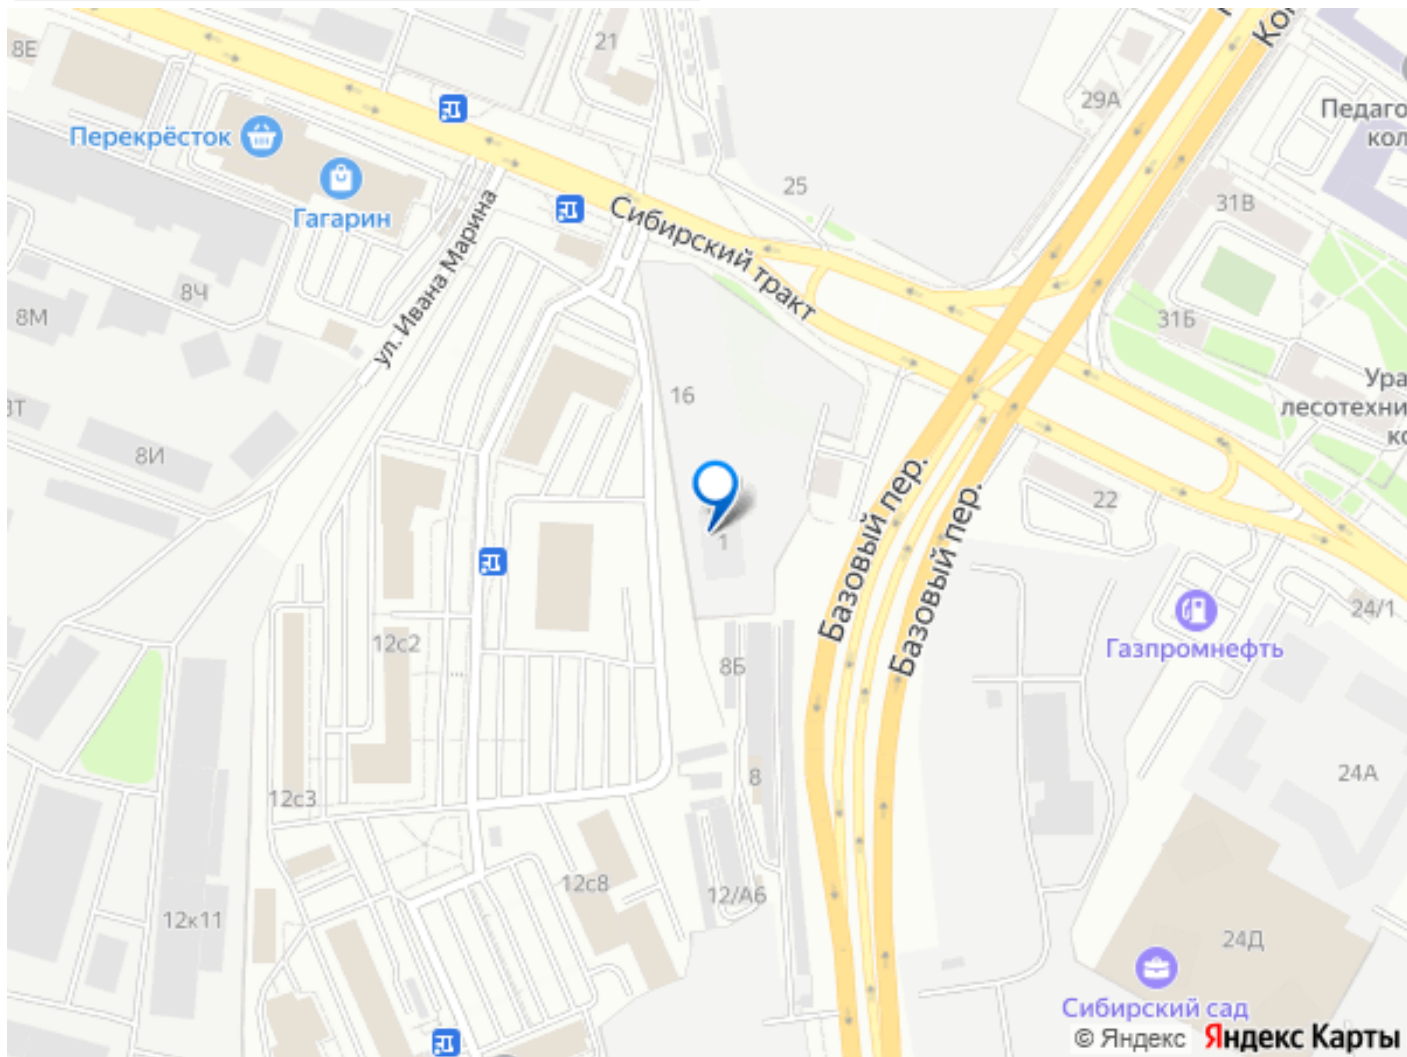 8Е
21
Ко
29А
Педаго
кол
Перекрёсток
Гагарин
25
31В
Сибирский тракт
ул. Ивана Марина
8Ч
8М
31Б
16
Ура
лесотехни
ко
8И
Базовый пер.
Базовый пер.
22
1
24/1
Газпромнефть
12с2
8Б
...
8
24А
12с3
12с8
12/А6
12к11
24Д
Сибирский сад
© Яндекс Яндекс Карты